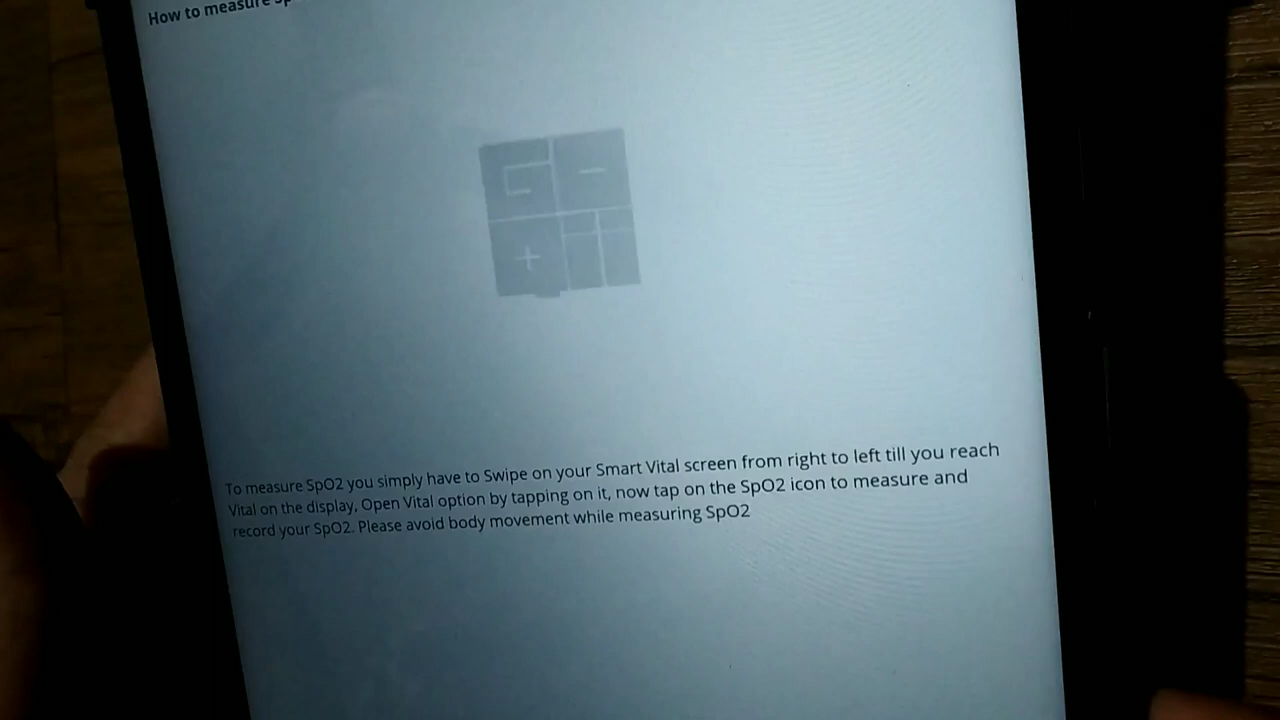 How to measure
To measure SpO2 you simply have to Swipe on your Smart Vital screen from right to left till you reach
Vital on the display, Open Vital option by tapping on it, now tap on the SpO2 icon to measure and
record your SpO2. Please avoid body movement while measuring SpO2